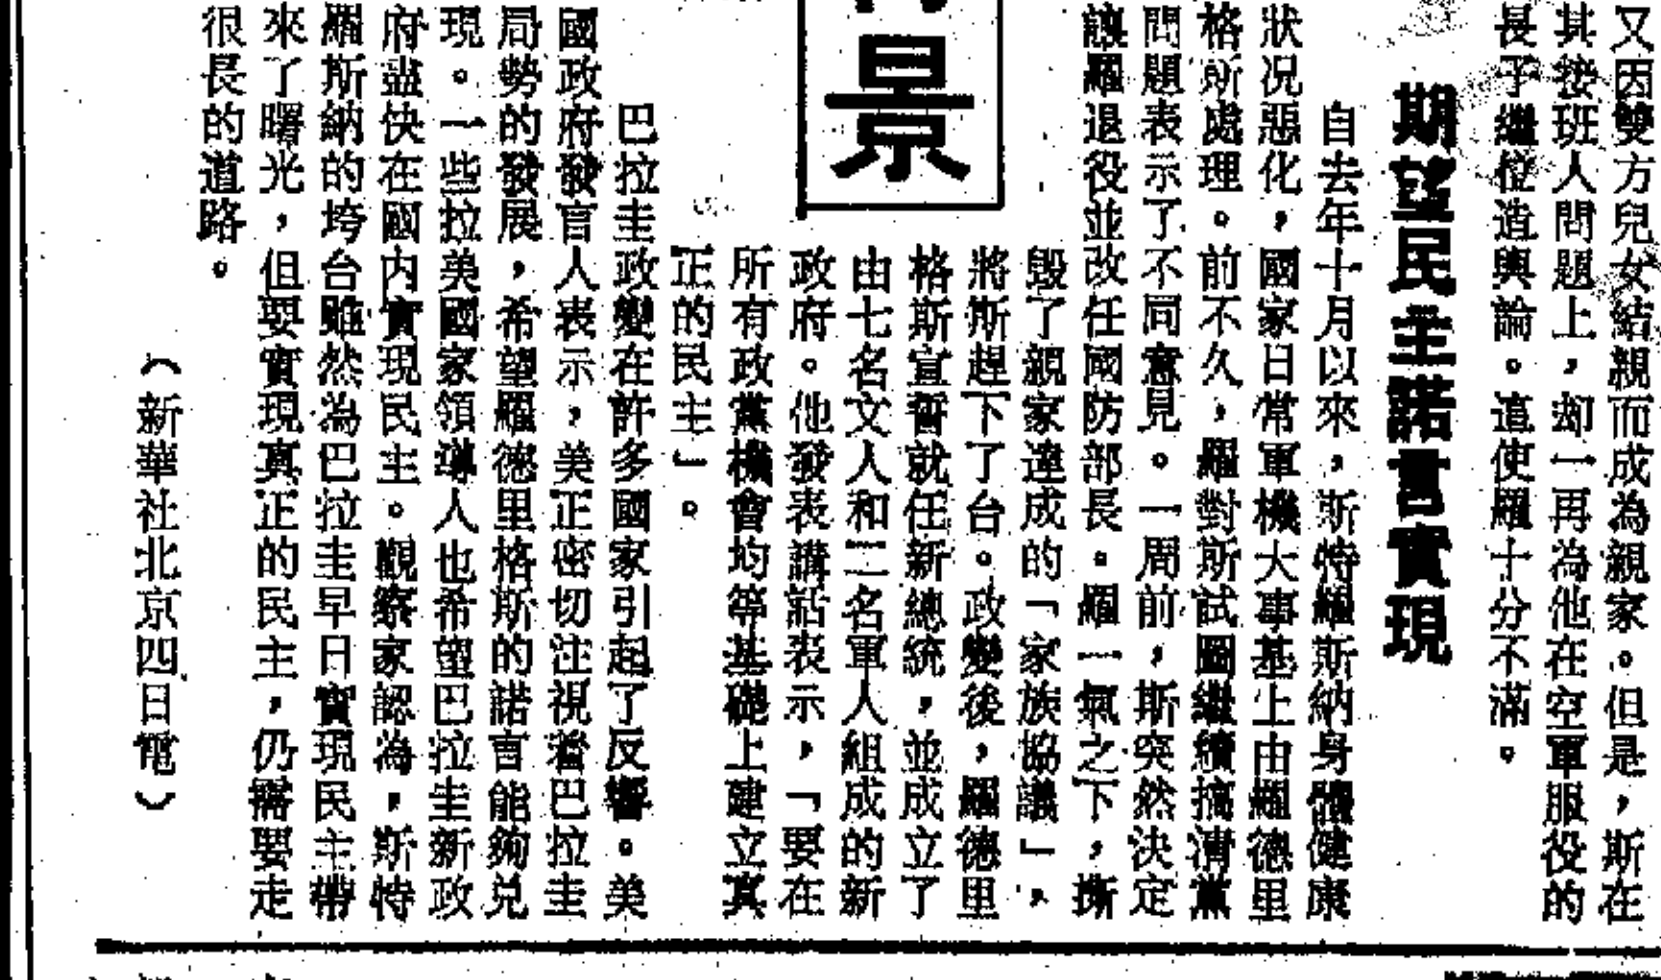 又因雙方兒女結親而成為親家。但是，斯在
其接班人問題上，却一再為他在空軍服役的
長子繼位造輿論。這使羅十分不滿。
期望民主諾言實現
自去年十月以來，斯特羅斯納身體健康
狀況惡化，國家日常軍機大事基上由羅德里
格斯處理。前不久，羅對斯試圖繼續搞清黨
問題表示了不同意見。一周前，斯突然決定
讓羅退役並改任國防部長。羅一氣之下，撕
毀了親家達成的「家族協議」，
將斯趕下了台。政變後，羅德里
格斯宣誓就任新總統，並成立了
由七名文人和二名軍人組成的新
政府。他發表講話表示，「要在
所有政黨機會均等基礎上建立真
正的民主」。
景
巴拉圭政變在許多國家引起了反響。美
國政府發言人表示，美正密切注視着巴拉圭
局勢的發展，希望羅德里格斯的諾言能夠兌
現。一些拉美國家領導人也希望巴拉圭新政
府盡快在國內實現民主。觀察家認為，斯特
羅斯納的垮台雖然為巴拉圭早日實現民主帶
來了曙光，但要實現真正的民主，仍需要走
很長的道路。
（新華社北京四日電）